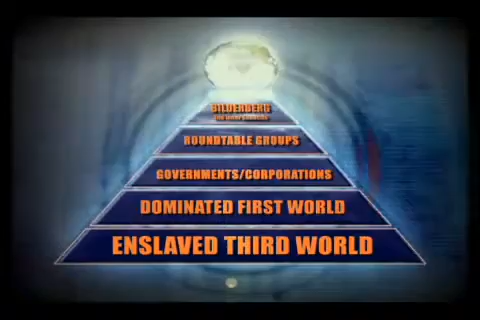 BILDERBERG
ROUNDTABLE GROUPS
GOVERNMENTS/CORPORATIONS
DOMINATED FIRST WORLD
ENSLAVED THIRD WORLD